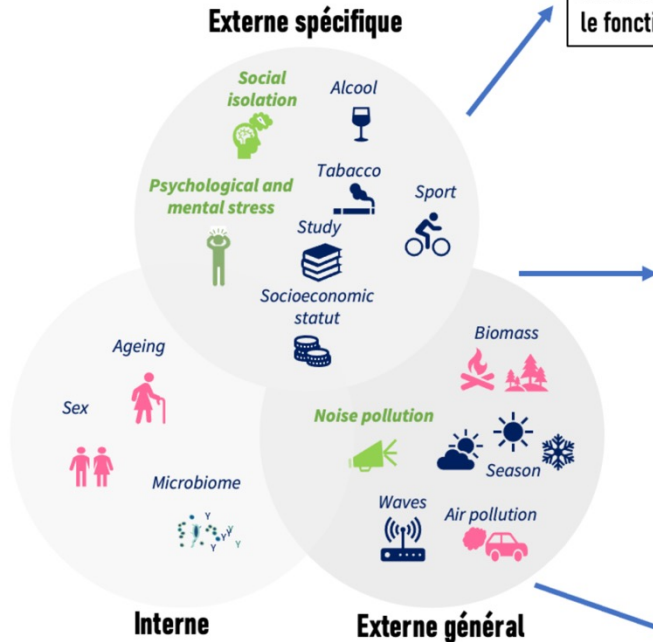 Externe spécifique
le foncti
Social
isolation
Alcool
Tabacco
Psychological and
mental stress
Sport
Study
Socioeconomic
statut
Ageing
Sex
Microbiome
Biomass
Noise pollution
Season
Waves
Air pollution
Interne
Externe général